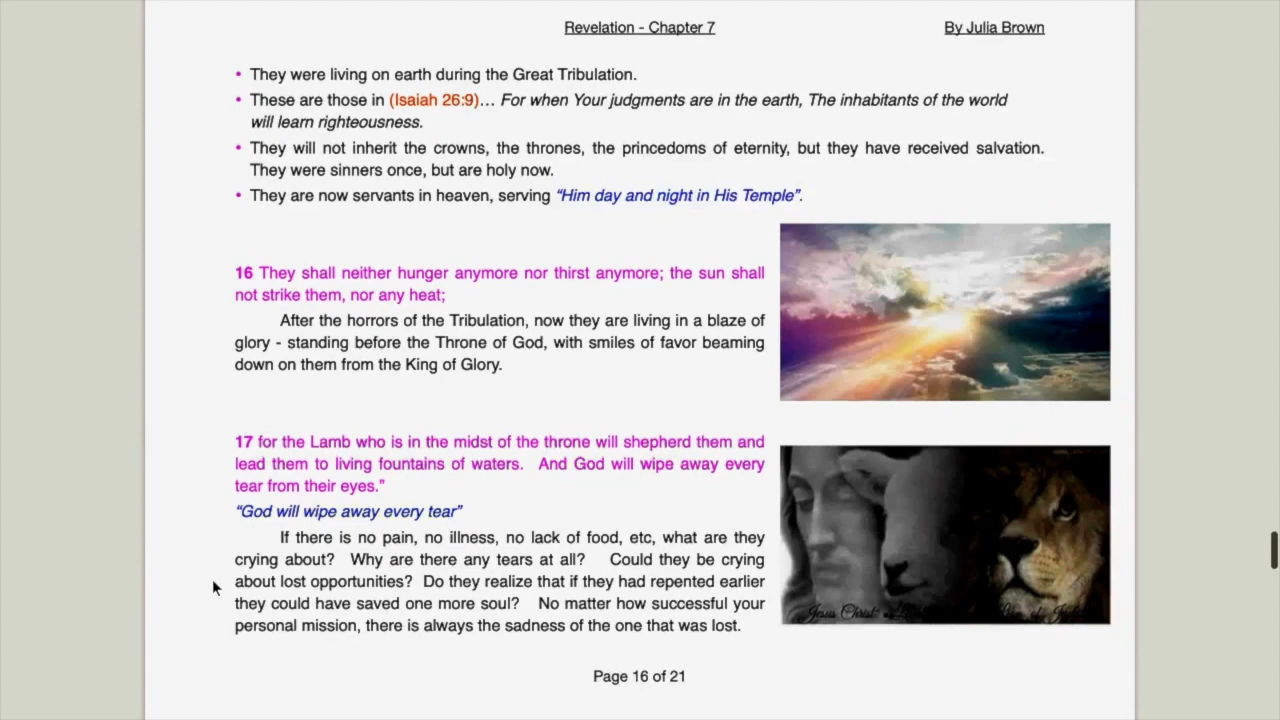 Revelation - Chapter 7
By Julia Brown
• They were living on earth during the Great Tribulation.
• These are those in (Isaiah 26:9)… For when Your judgments are in the earth, The inhabitants of the world
will learn righteousness.
• They will not inherit the crowns, the thrones, the princedoms of eternity, but they have received salvation.
They were sinners once, but are holy now.
• They are now servants in heaven, serving “Him day and night in His Temple”.
16 They shall neither hunger anymore nor thirst anymore; the sun shall
not strike them, nor any heat;
After the horrors of the Tribulation, now they are living in a blaze of
glory - standing before the Throne of God, with smiles of favor beaming
down on them from the King of Glory.
17 for the Lamb who is in the midst of the throne will shepherd them and
lead them to living fountains of waters. And God will wipe away every
tear from their eyes.”
“God will wipe away every tear”
If there is no pain, no illness, no lack of food, etc, what are they
crying about? Why are there any tears at all? Could they be crying
about lost opportunities? Do they realize that if they had repented earlier
they could have saved one more soul? No matter how successful your
personal mission, there is always the sadness of the one that was lost.
Jesus Christ
Page 16 of 21